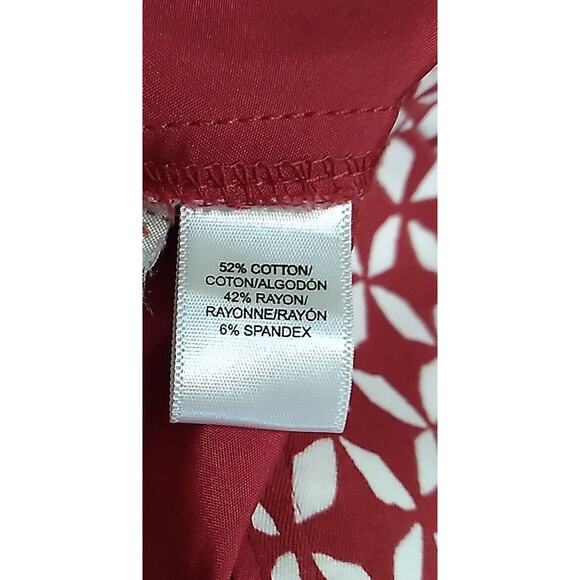 52% COTTON/
COTON/ALGODÓN
42% RAYON/
RAYONNE/RAYÓN
6% SPANDEX